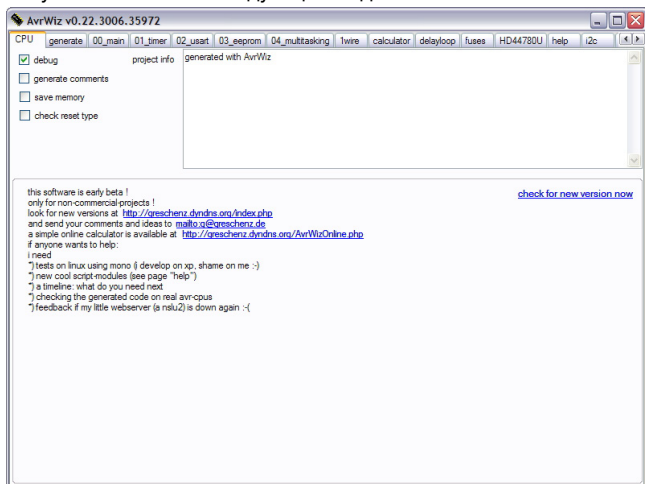 AvrWiz v0.22.3006.35972
CPU generate 00_main 01_timer 02_usart 03_eeprom 04_multitasking 1wire calculator delayloop fuses HD44780U help i2c
debug project info generated with AvrWiz
generate comments
save memory
check reset type
this software is early beta ! check for new version now
only for non-commercial-projects !
look for new versions at http://greschenz.dyndns.org/index.php
and send your comments and ideas to mailto:g@greschenz.de
a simple online calculator is available at http://greschenz.dyndns.org/AvrWizOnline.php
if anyone wants to help:
i need
*) tests on linux using mono (i develop on xp, shame on me :-)
*) new cool script-modules (see page "help")
*) a timeline: what do you need next
*) checking the generated code on real avr-cpus
*) feedback if my little webserver (a nslu2) is down again :-(